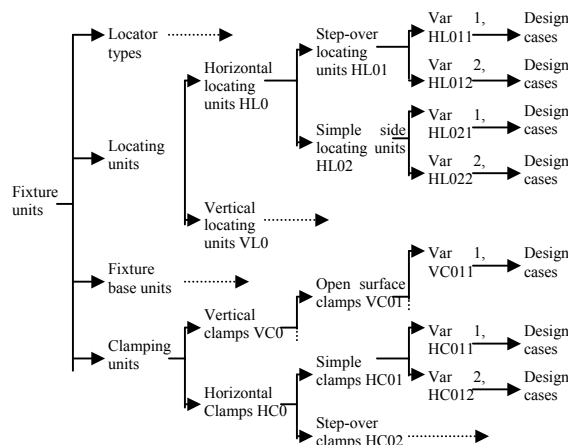 Fixture
units
Locator
types
Locating
units
Fixture
base units
Clamping
units
Horizontal
locating
units HL0
Vertical
locating
units VL0
Vertical
clamps VC0
Horizontal
Clamps HC0
Step-over
locating
units HL01
Simple side
locating units
HL02
Open surface
clamps VC01
Simple
clamps HC01
Step-over
clamps HC02
Var 1,
HL011
Var 2,
HL012
Var 1,
HL021
Var 2,
HL022
Var 1,
VC011
Var 1,
HC011
Var 2,
HC012
Design
cases
Design
cases
Design
cases
Design
cases
Design
cases
Design
cases
Design
cases